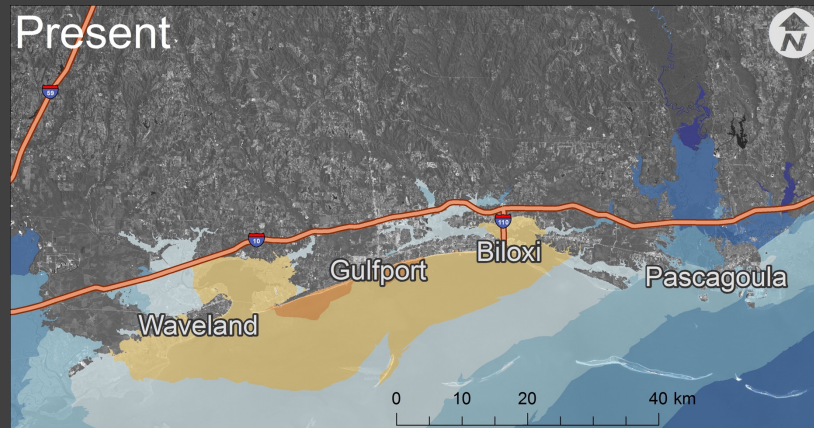 Present
N
59
110
10
Biloxi
Gulfport
Pascagoula
Waveland
0 10 20 40 km